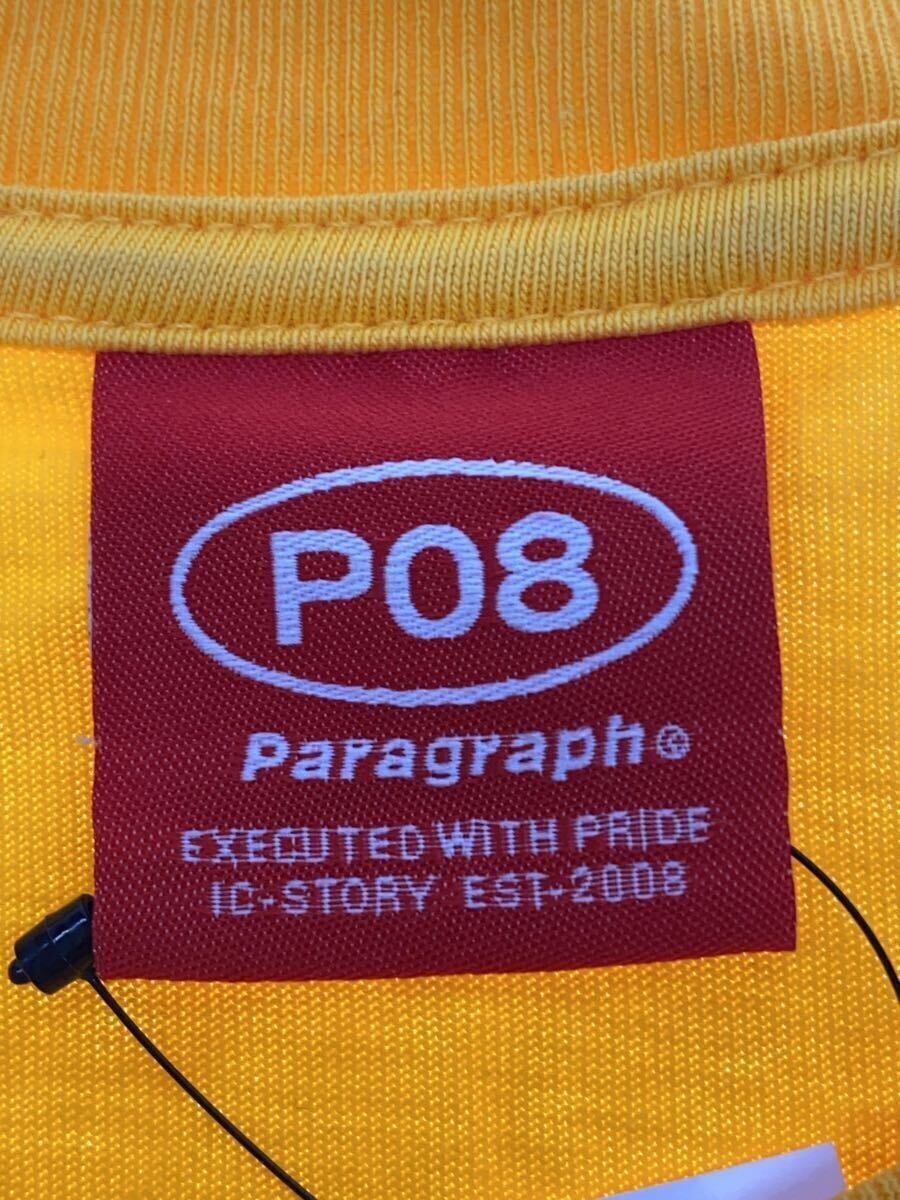 P08
Paragraph®
EXECUTED WITH PRIDE
IC-STORY EST-2008